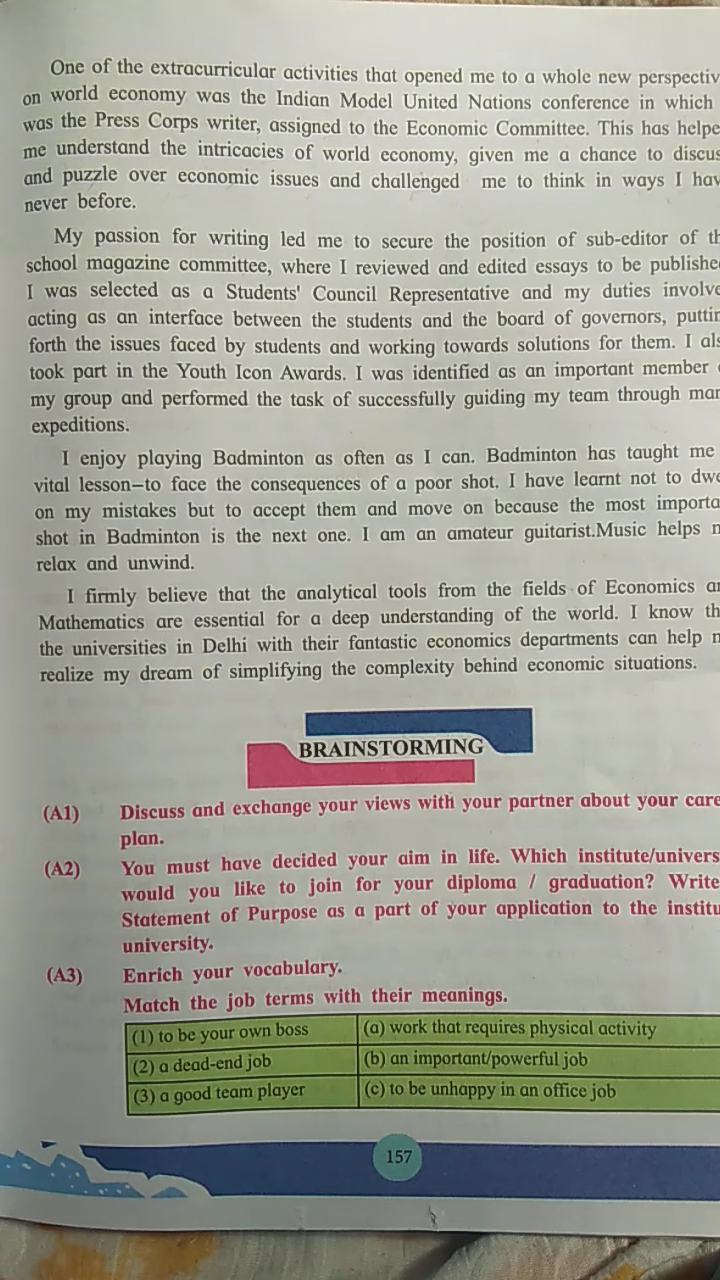 One of the extracurricular activities that opened me to a whole new perspectiv
on world economy was the Indian Model United Nations conference in which
was the Press Corps writer, assigned to the Economic Committee. This has helpe
me understand the intricacies of world economy, given me a chance to discus
and puzzle over economic issues and challenged me to think in ways I hav
never before.
My passion for writing led me to secure the position of sub-editor of th
school magazine committee, where I reviewed and edited essays to be publishe
I was selected as a Students' Council Representative and my duties involve
acting as an interface between the students and the board of governors, puttin
forth the issues faced by students and working towards solutions for them. I als
took part in the Youth Icon Awards. I was identified as an important member
my group and performed the task of successfully guiding my team through man
expeditions.
I enjoy playing Badminton as often as I can. Badminton has taught me
vital lesson–to face the consequences of a poor shot. I have learnt not to dwe
on my mistakes but to accept them and move on because the most importa
shot in Badminton is the next one. I am an amateur guitarist.Music helps m
relax and unwind.
I firmly believe that the analytical tools from the fields of Economics an
Mathematics are essential for a deep understanding of the world. I know th
the universities in Delhi with their fantastic economics departments can help m
realize my dream of simplifying the complexity behind economic situations.
BRAINSTORMING
(A1) Discuss and exchange your views with your partner about your care
plan.
(A2) You must have decided your aim in life. Which institute/univers
would you like to join for your diploma / graduation? Write
Statement of Purpose as a part of your application to the institu
university.
(A3) Enrich your vocabulary.
Match the job terms with their meanings.
(1) to be your own boss (a) work that requires physical activity
(2) a dead-end job (b) an important/powerful job
(3) a good team player (c) to be unhappy in an office job
157